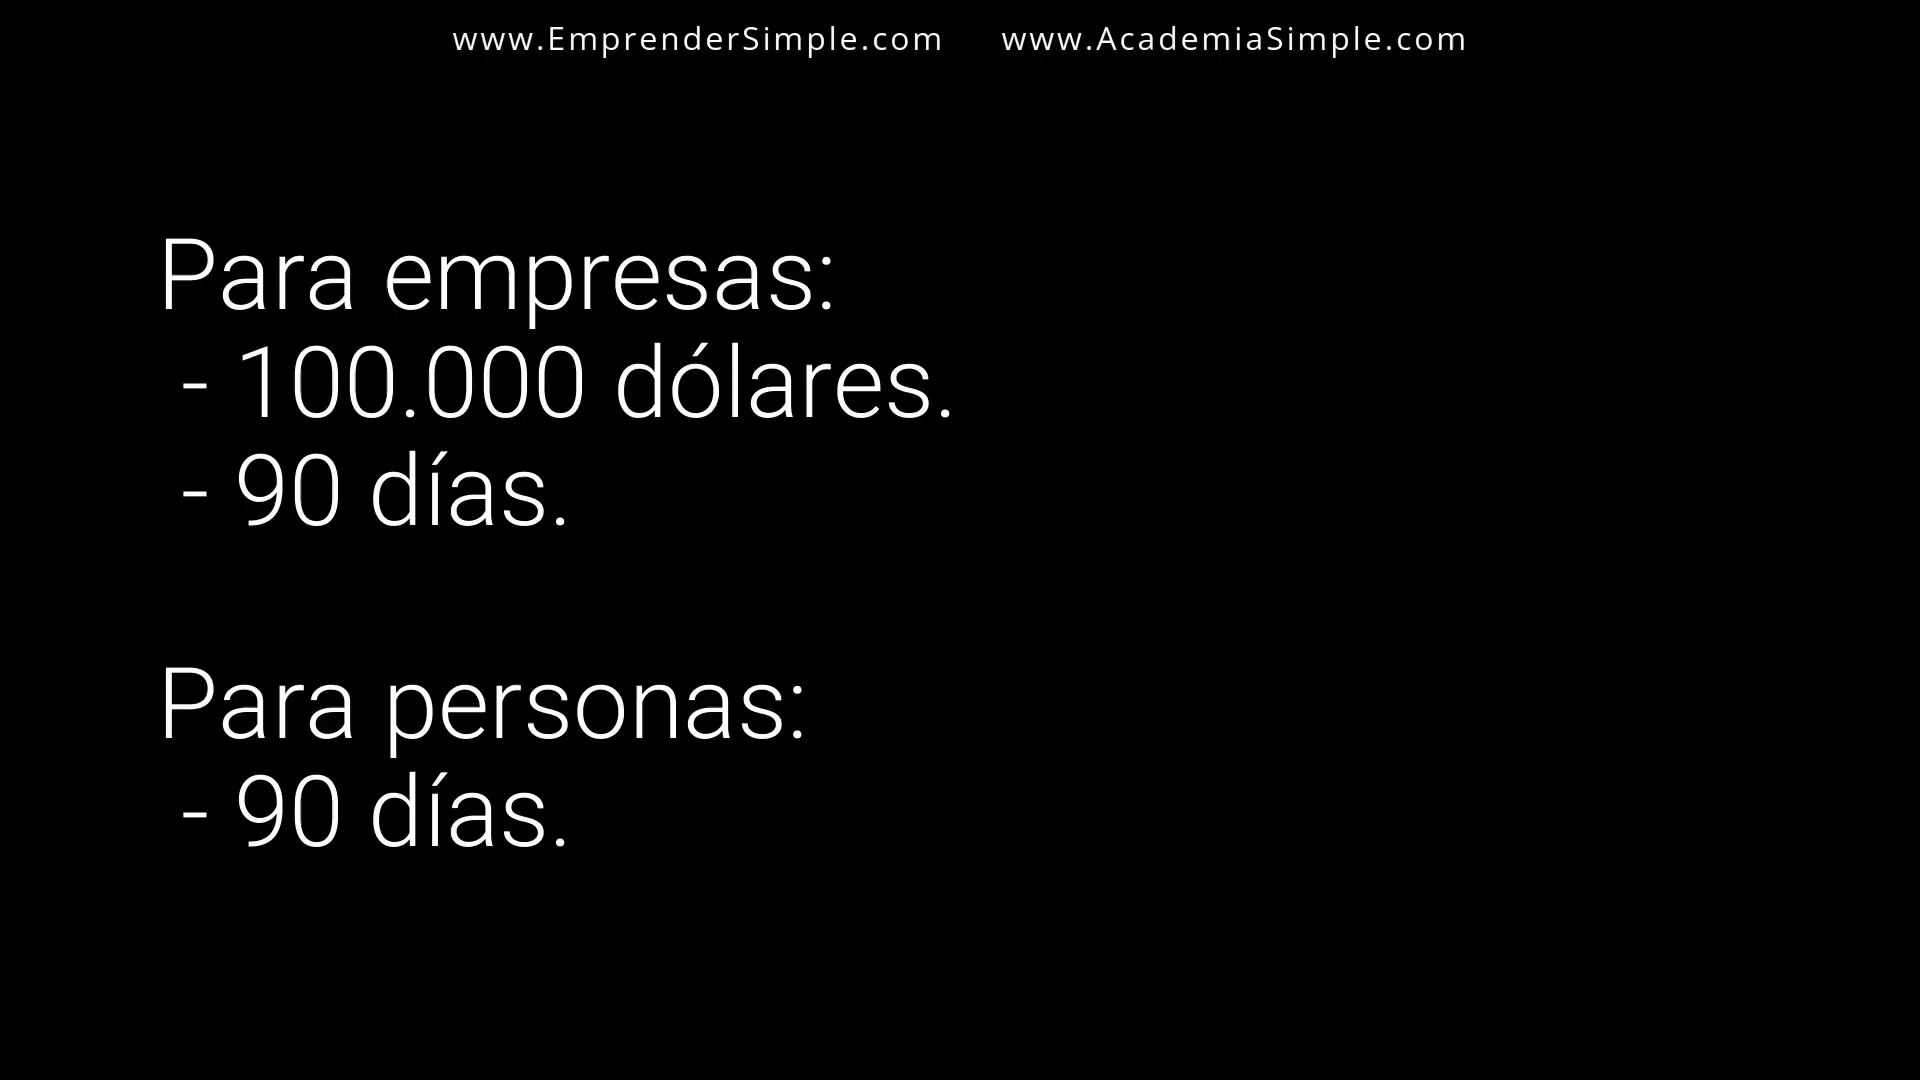 www.EmprenderSimple.com www.AcademiaSimple.com
Para empresas:
- 100.000 dólares.
- 90 días.
Para personas:
- 90 días.